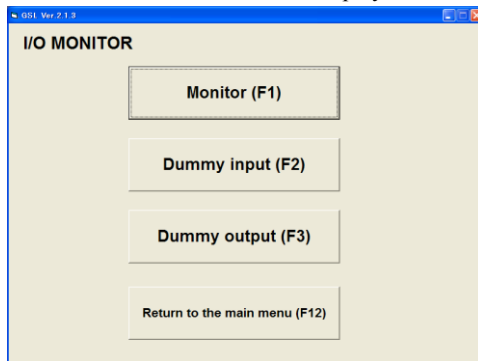 GSL Ver.2.1.3
I/O MONITOR
Monitor (F1)
Dummy input (F2)
Dummy output (F3)
Return to the main menu (F12)